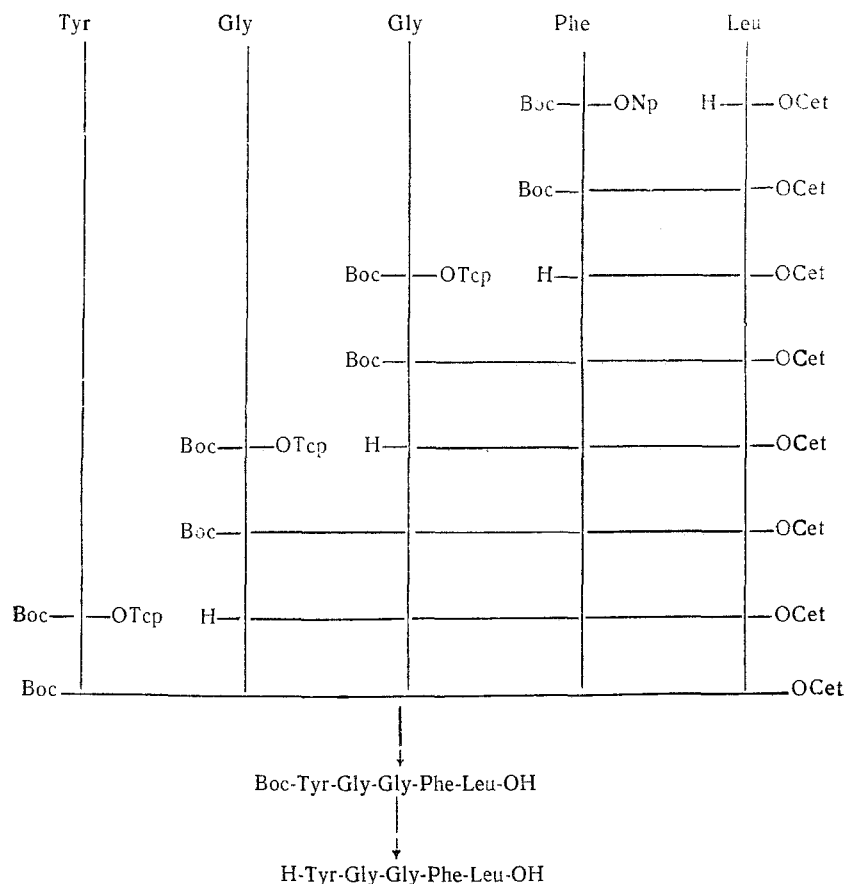 Tyr Gly Gly Phe Leu
Boc ONp H OCet
Boc OCet
Boc OTcp H OCet
Boc OCet
Boc OTcp H OCet
Boc OCet
Boc OTcp H OCet
Boc OCet
Boc-Tyr-Gly-Gly-Phe-Leu-OH
H-Tyr-Gly-Gly-Phe-Leu-OH